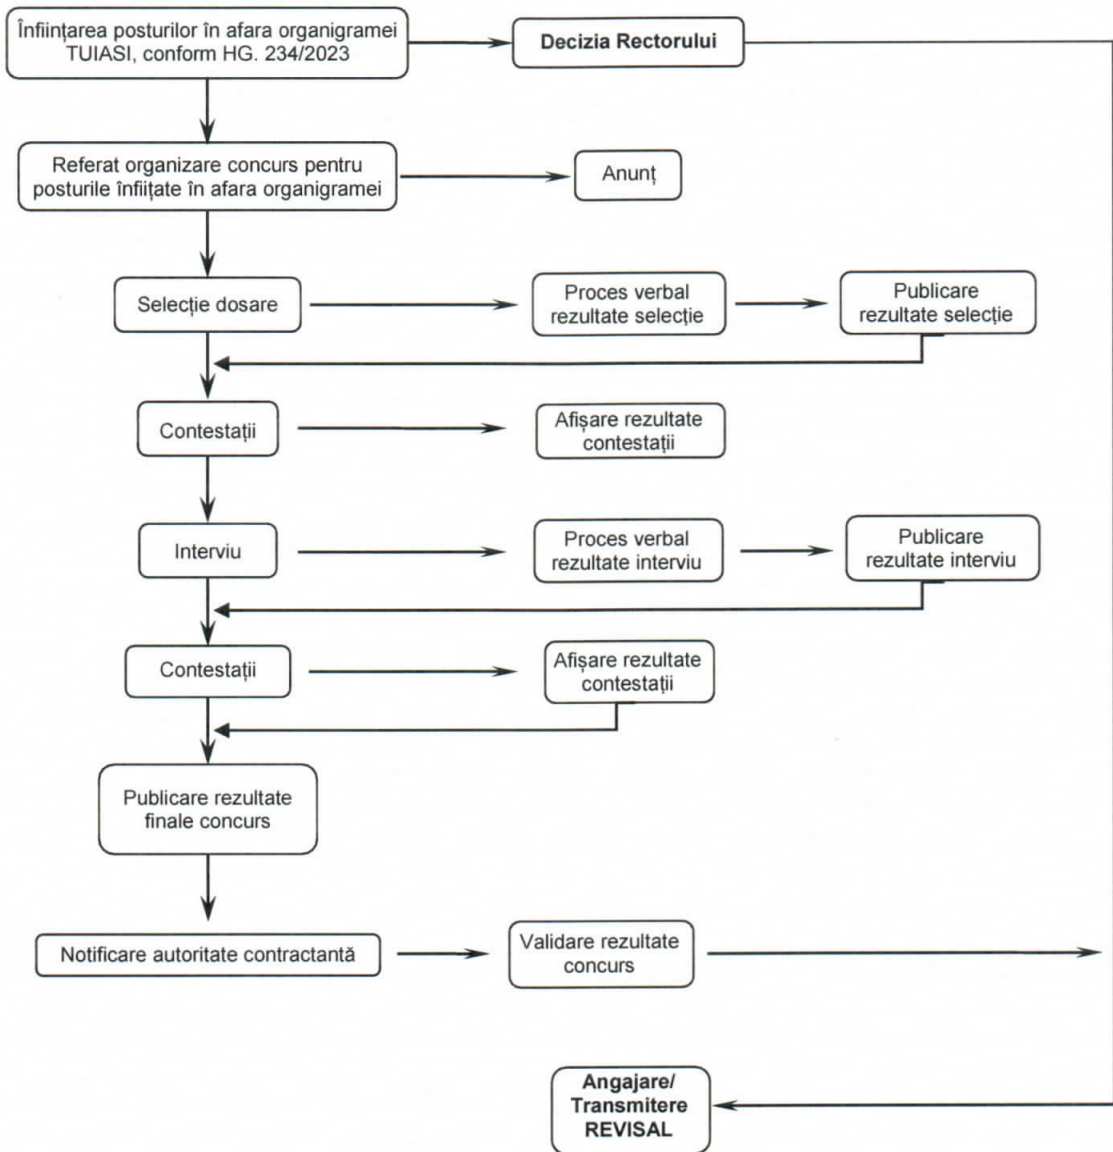 Înființarea posturilor în afara organigramei
TUIASI, conform HG. 234/2023
Decizia Rectorului
Referat organizare concurs pentru
posturile înființate în afara organigramei
Anunț
Selecție dosare
Proces verbal
rezultate selecție
Publicare
rezultate selecție
Contestații
Afișare rezultate
contestații
Interviu
Proces verbal
rezultate interviu
Publicare
rezultate interviu
Contestații
Afișare rezultate
contestații
Publicare rezultate
finale concurs
Notificare autoritate contractantă
Validare rezultate
concurs
Angajare/
Transmitere
REVISAL